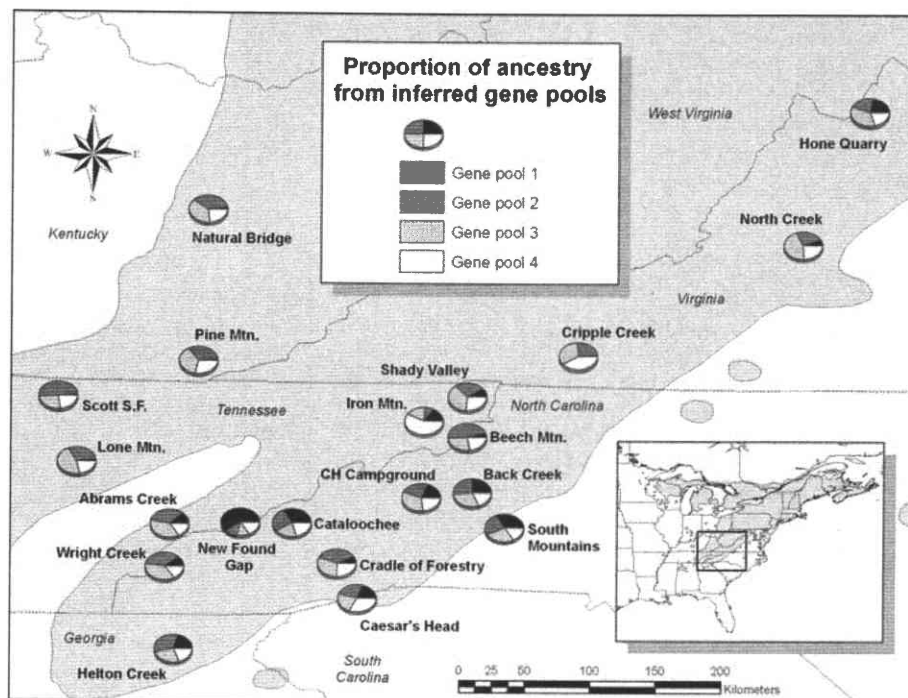 Proportion of ancestry
from inferred gene pools
Gene pool 1
Gene pool 2
Gene pool 3
Gene pool 4
N
W
E
S
West Virginia
Hone Quarry
North Creek
Kentucky
Natural Bridge
Virginia
Pine Mtn.
Cripple Creek
Shady Valley
Scott S.F.
Tennessee
Iron Mtn.
North Carolina
Beech Mtn.
Lone Mtn.
CH Campground
Back Creek
Abrams Creek
Cataloochee
South
Mountains
New Found
Gap
Wright Creek
Cradle of Forestry
Caesar's Head
Georgia
Helton Creek
South
Carolina
0 25 50 100 150 200
Kilometers